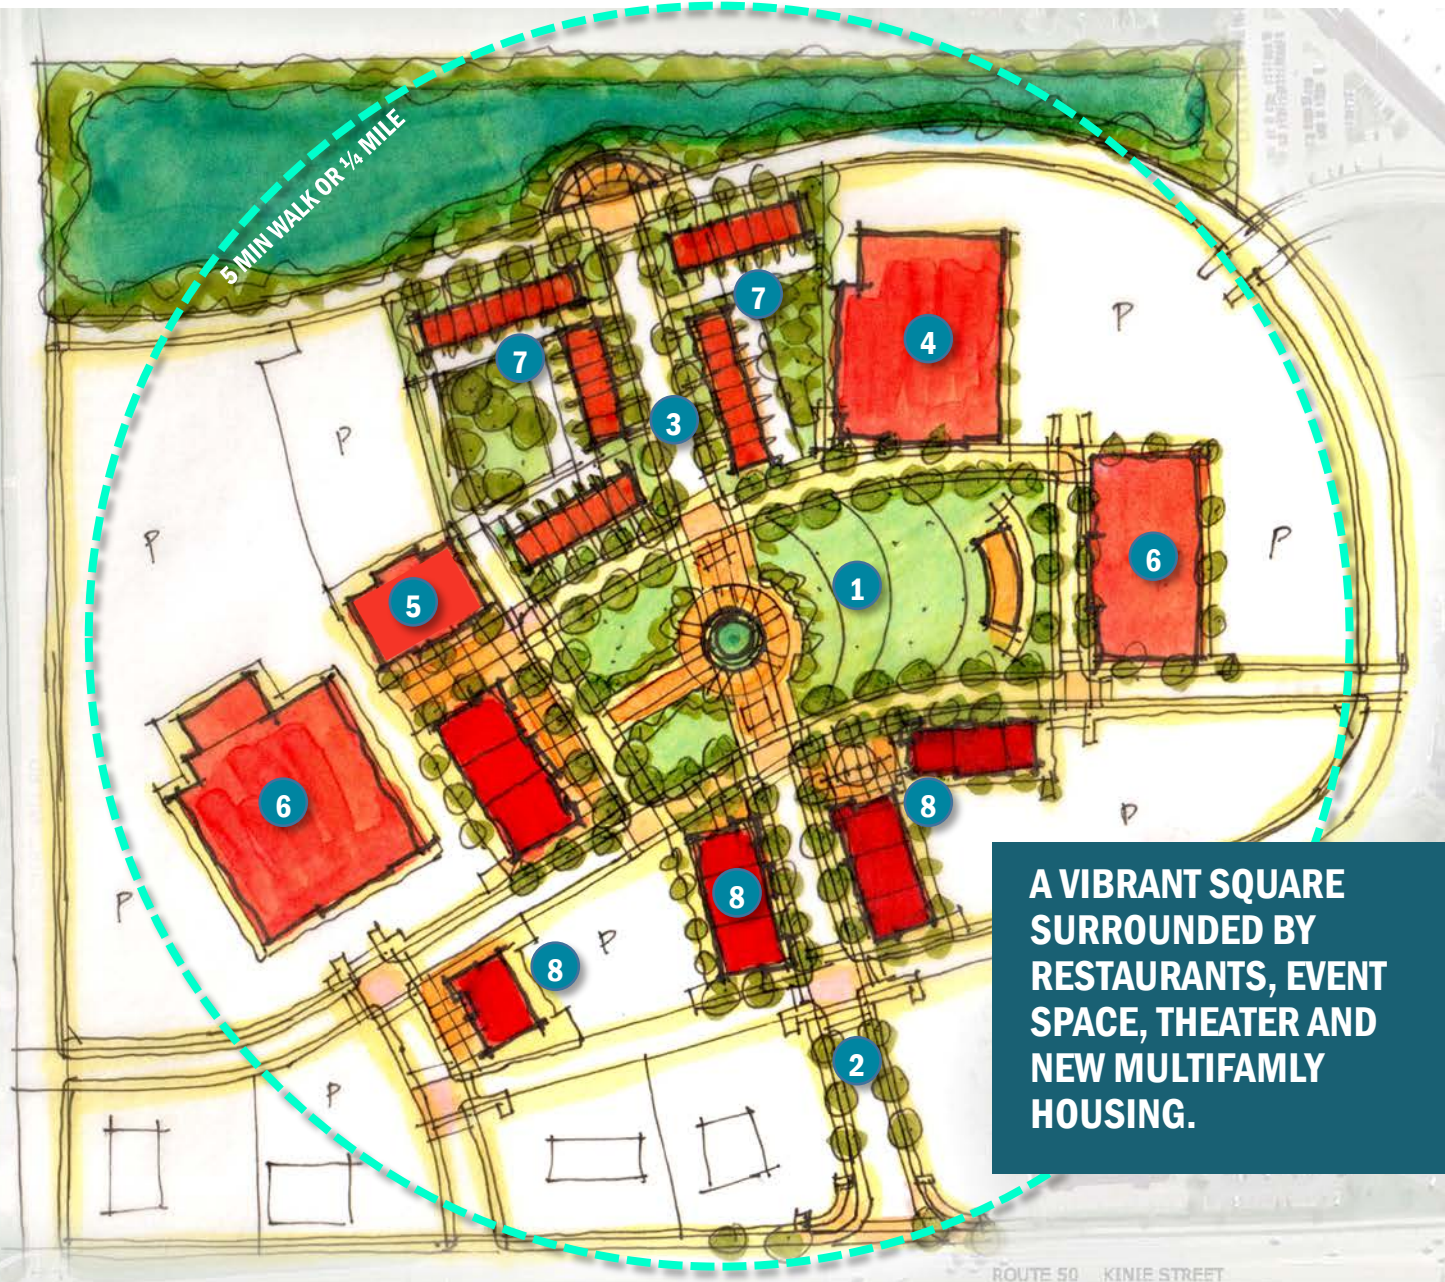 5 MIN WALK OR ¼ MILE
7
7
4
P
3
P
P
6
P
1
5
6
8
P
8
P
8
P
P
2
A VIBRANT SQUARE
SURROUNDED BY
RESTAURANTS, EVENT
SPACE, THEATER AND
NEW MULTIFAMLY
HOUSING.
ROUTE 50 KINIE STREET